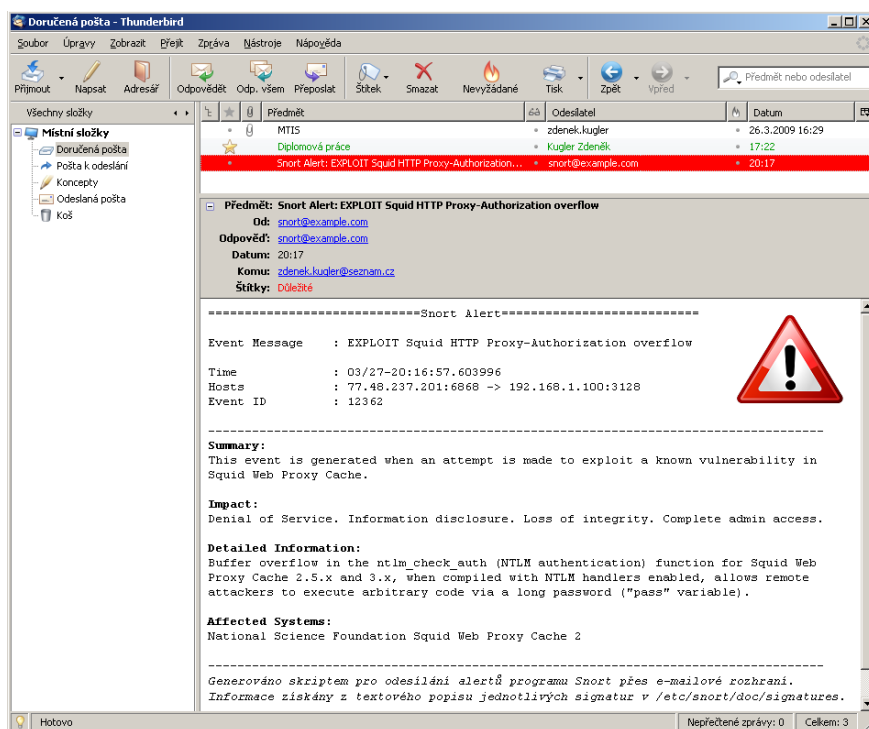 Doručená pošta - Thunderbird
Soubor Úpravy Zobrazit Přejít Zpráva Nástroje Nápověda
Přijmout Napsat Adresář Odpovědět Odp. všem Přeposlat Štítek Smazat Nevyžádané Tisk Zpět Vpřed Předmět nebo odesílatel
Všechny složky Předmět Odesílatel Datum
Místní složky
Doručená pošta
Pošta k odeslání
Koncepty
Odeslaná pošta
Koš
MTIS zdenek.kugler 26.3.2009 16:29
Diplomová práce Kugler Zdeněk 17:22
Snort Alert: EXPLOIT Squid HTTP Proxy-Authorization... snort@example.com 20:17
Předmět: Snort Alert: EXPLOIT Squid HTTP Proxy-Authorization overflow
Od: snort@example.com
Odpověď: snort@example.com
Datum: 20:17
Komu: zdenek.kugler@seznam.cz
Štítky: Důležité
=============================Snort Alert===========================
Event Message : EXPLOIT Squid HTTP Proxy-Authorization overflow
Time : 03/27-20:16:57.603996
Hosts : 77.48.237.201:6868 -> 192.168.1.100:3128
Event ID : 12362
------------------------------------------------------------------------------------
Summary:
This event is generated when an attempt is made to exploit a known vulnerability in
Squid Web Proxy Cache.
Impact:
Denial of Service. Information disclosure. Loss of integrity. Complete admin access.
Detailed Information:
Buffer overflow in the ntlm_check_auth (NTLM authentication) function for Squid Web
Proxy Cache 2.5.x and 3.x, when compiled with NTLM handlers enabled, allows remote
attackers to execute arbitrary code via a long password ("pass" variable).
Affected Systems:
National Science Foundation Squid Web Proxy Cache 2
------------------------------------------------------------------------------------
Generováno skriptem pro odesílání alertů programu Snort přes e-mailové rozhraní.
Informace získány z textového popisu jednotlivých signatur v /etc/snort/doc/signatures.
Hotovo Nepřečtené zprávy: 0 Celkem: 3